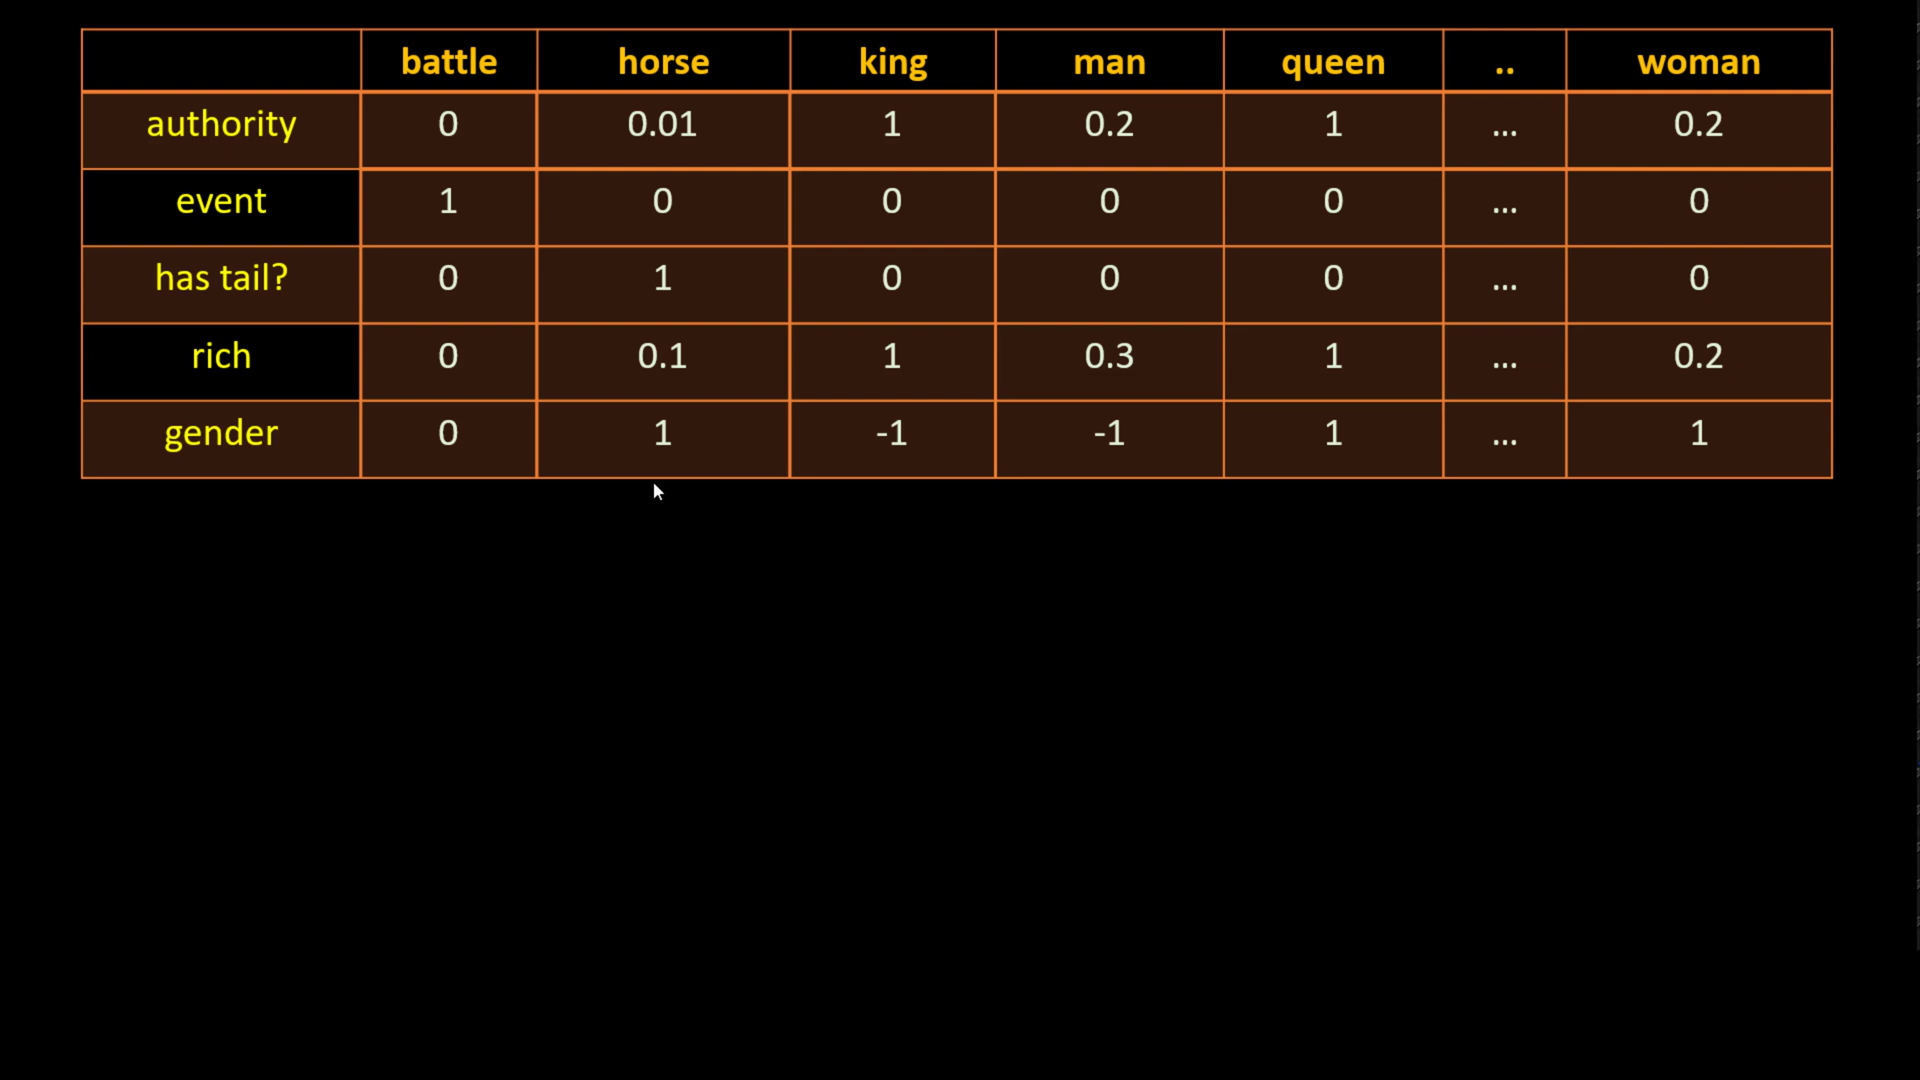 battle horse king man queen .. woman
authority 0 0.01 1 0.2 1 ... 0.2
event 1 0 0 0 0 ... 0
has tail? 0 1 0 0 0 ... 0
rich 0 0.1 1 0.3 1 ... 0.2
gender 0 1 -1 -1 1 ... 1